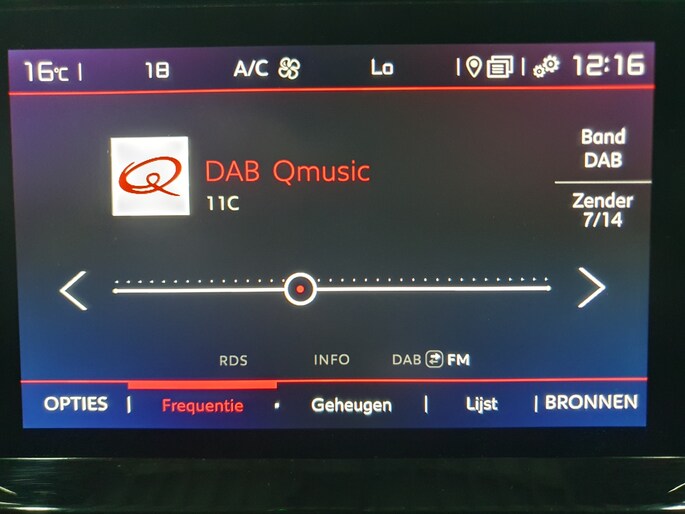 16°C | 18 A/C Lo | | 12:16
Band
DAB
DAB Qmusic
11C
Zender
7/14
RDS INFO DAB FM
OPTIES | Frequentie Geheugen | Lijst | BRONNEN